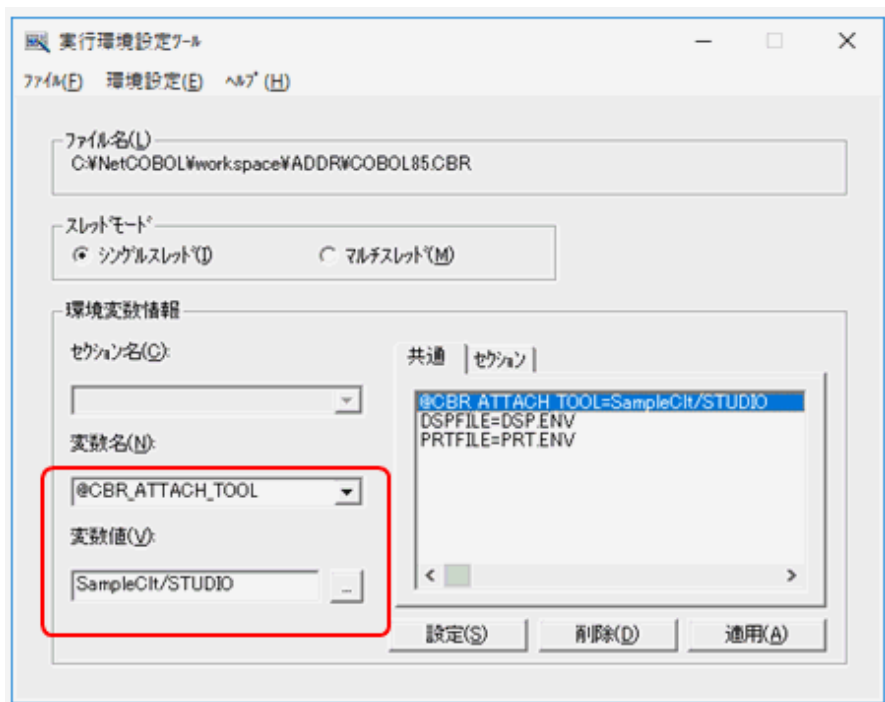 実行環境設定ﾂｰﾙ
ﾌｧｲﾙ(F) 環境設定(E) ﾍﾙﾌﾟ(H)
ﾌｧｲﾙ名(L)
C:¥NetCOBOL¥workspace¥ADDR¥COBOL85.CBR
ｽﾚｯﾄﾞﾓｰﾄﾞ
ｼﾝｸﾞﾙｽﾚｯﾄﾞ(I) ﾏﾙﾁｽﾚｯﾄﾞ(M)
環境変数情報
ｾｸｼｮﾝ名(C):
変数名(N):
@CBR_ATTACH_TOOL
変数値(V):
SampleClt/STUDIO
...
共通 ｾｸｼｮﾝ
@CBR_ATTACH_TOOL=SampleClt/STUDIO
DSPFILE=DSP.ENV
PRTFILE=PRT.ENV
設定(S) 削除(D) 適用(A)